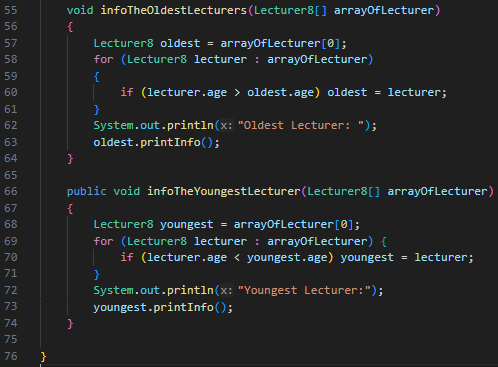 55 void infoTheOldestLecturers(Lecturer8[] arrayOfLecturer)
56 {
57 Lecturer8 oldest = arrayOfLecturer[0];
58 for (Lecturer8 lecturer : arrayOfLecturer)
59 {
60 if (lecturer.age > oldest.age) oldest = lecturer;
61 }
62 System.out.println(x: "Oldest Lecturer: ");
63 oldest.printInfo();
64 }
65
66 public void infoTheYoungestLecturer(Lecturer8[] arrayOfLecturer)
67 {
68 Lecturer8 youngest = arrayOfLecturer[0];
69 for (Lecturer8 lecturer : arrayOfLecturer) {
70 if (lecturer.age < youngest.age) youngest = lecturer;
71 }
72 System.out.println(x: "Youngest Lecturer:");
73 youngest.printInfo();
74 }
75
76 }